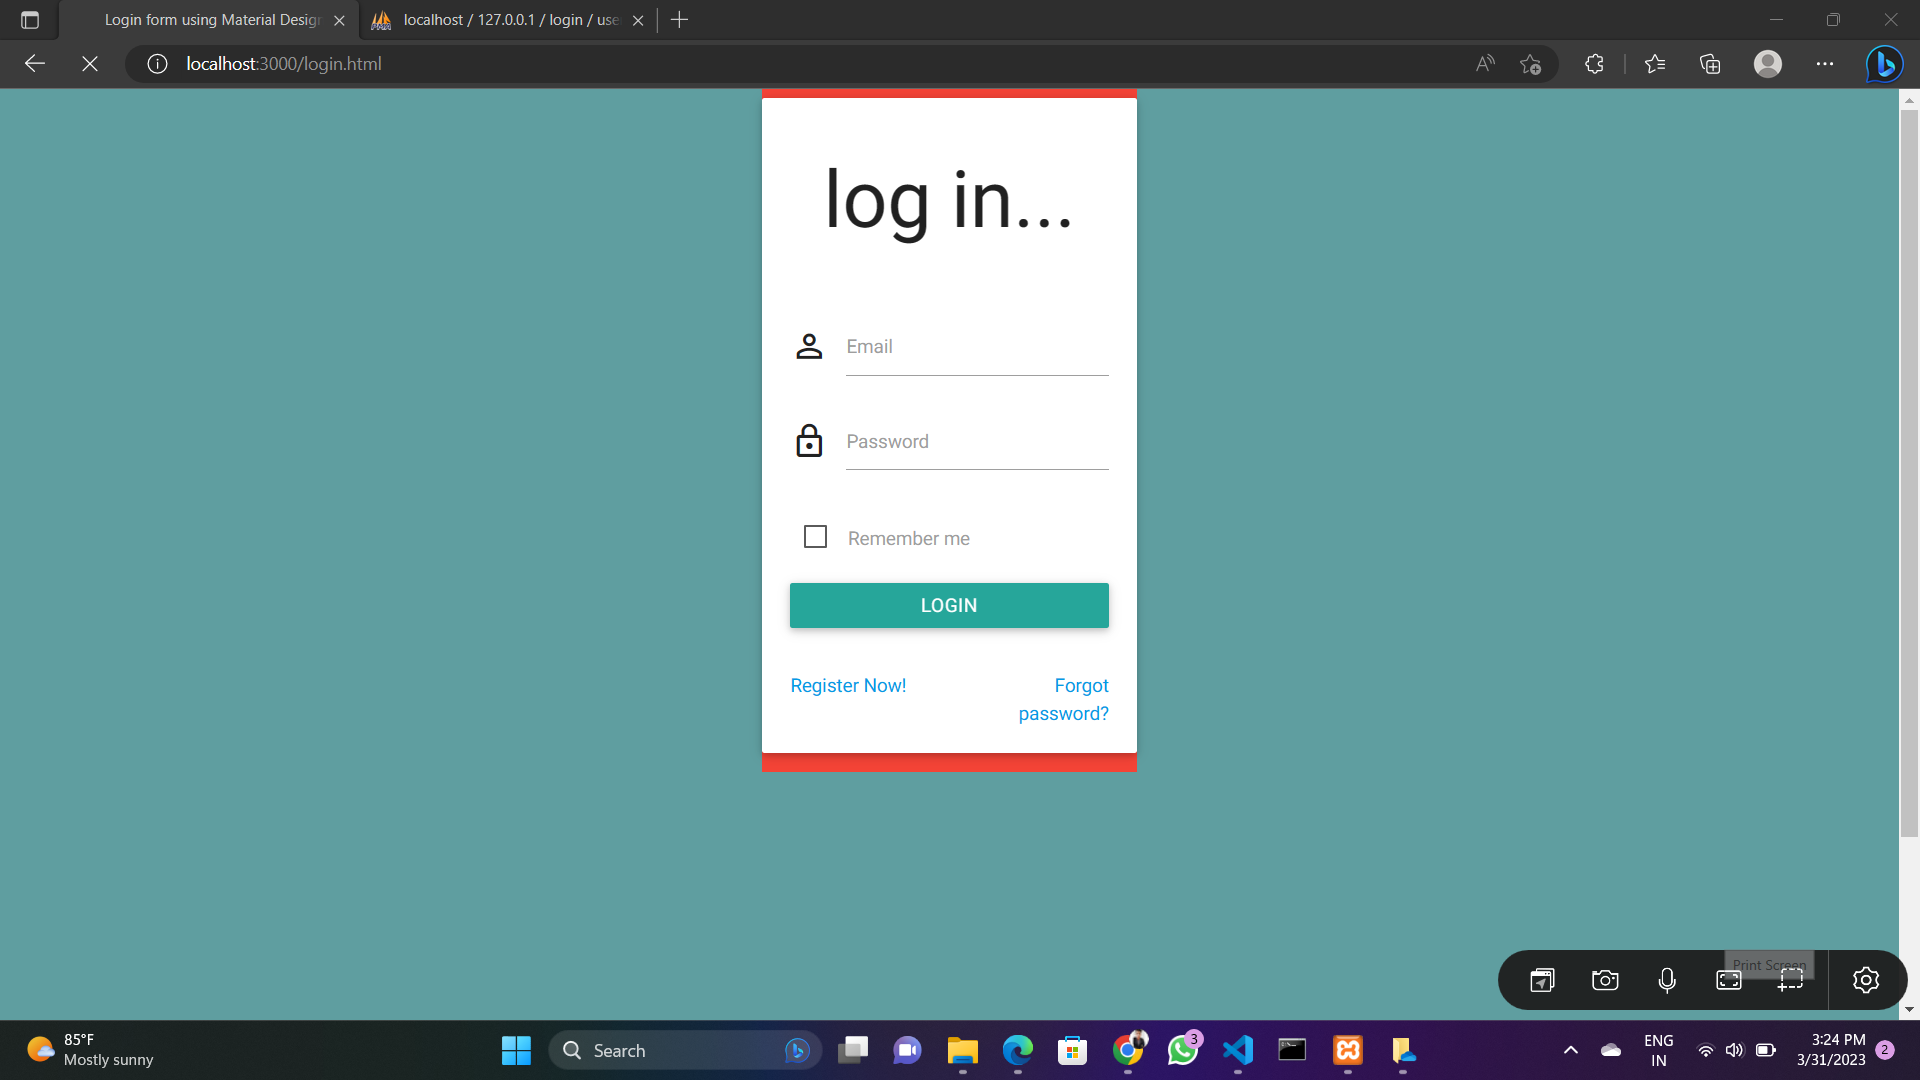 Login form using Material Desig
localhost / 127.0.0.1 / login / use
localhost:3000/login.html
log in...
Email
Password
Remember me
LOGIN
Register Now!
Forgot password?
Print Screen
85°F
Mostly sunny
Search
3
ENG
IN
3:24 PM
3/31/2023
2